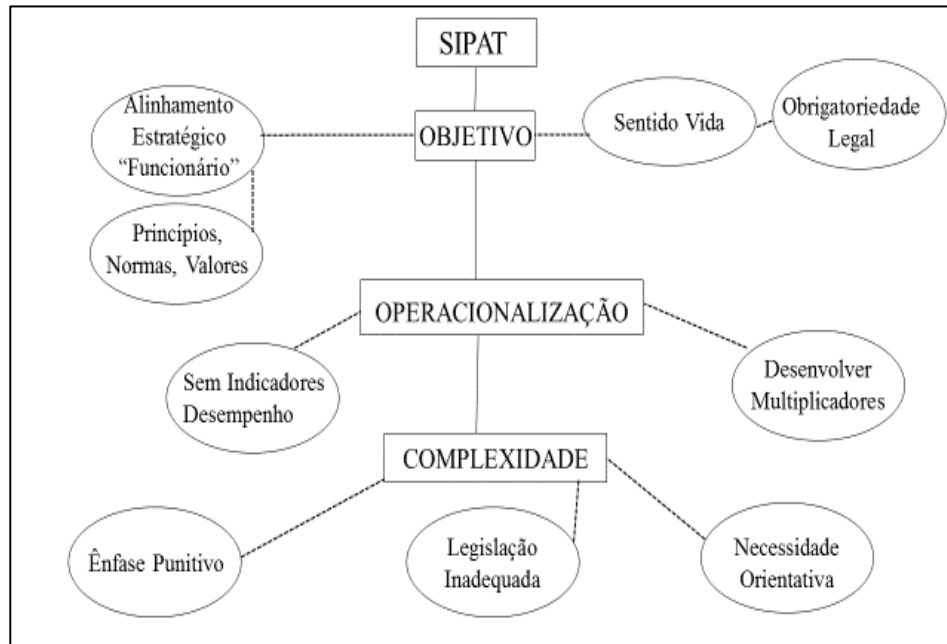 SIPAT
Alinhamento
Estratégico
“Funcionário”
OBJETIVO
Sentido Vida
Obrigatoriedade
Legal
Princípios,
Normas, Valores
OPERACIONALIZAÇÃO
Sem Indicadores
Desempenho
Desenvolver
Multiplicadores
COMPLEXIDADE
Ênfase Punitivo
Legislação
Inadequada
Necessidade
Orientativa